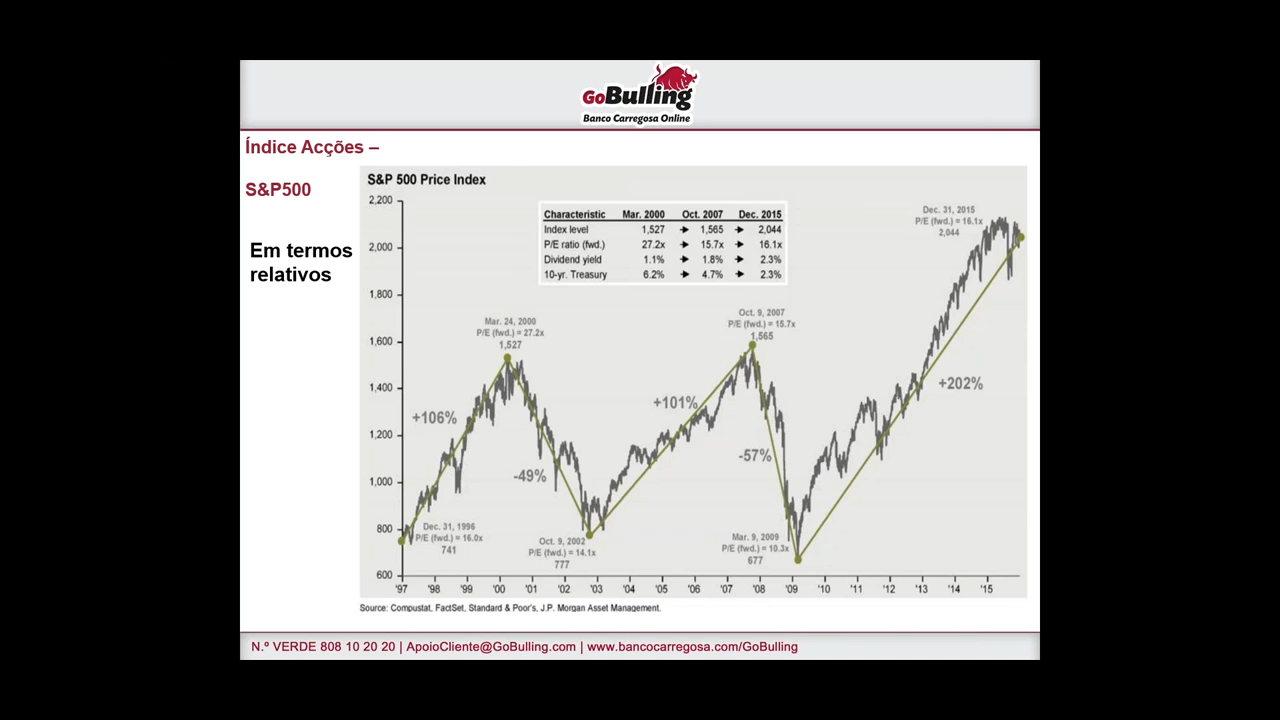 GoBulling
Banco Carregosa Online
Índice Acções –
S&P500
Em termos
relativos
S&P 500 Price Index
Characteristic Mar. 2000 Oct. 2007 Dec. 2015
Index level 1,527 → 1,565 → 2,044
P/E ratio (fwd.) 27.2x → 15.7x → 16.1x
Dividend yield 1.1% → 1.8% → 2.3%
10-yr. Treasury 6.2% → 4.7% → 2.3%
2,200
2,000
1,800
1,600
1,400
1,200
1,000
800
600
Dec. 31, 2015
P/E (fwd.) = 16.1x
2,044
Mar. 24, 2000
P/E (fwd.) = 27.2x
1,527
Oct. 9, 2007
P/E (fwd.) = 15.7x
1,565
+106%
-49%
+101%
-57%
+202%
Dec. 31, 1996
P/E (fwd.) = 16.0x
741
Oct. 9, 2002
P/E (fwd.) = 14.1x
777
Mar. 9, 2009
P/E (fwd.) = 10.3x
677
'97 '98 '99 '00 '01 '02 '03 '04 '05 '06 '07 '08 '09 '10 '11 '12 '13 '14 '15
Source: Compustat, FactSet, Standard & Poor's, J.P. Morgan Asset Management.
N.º VERDE 808 10 20 20 | ApoioCliente@GoBulling.com | www.bancocarregosa.com/GoBulling